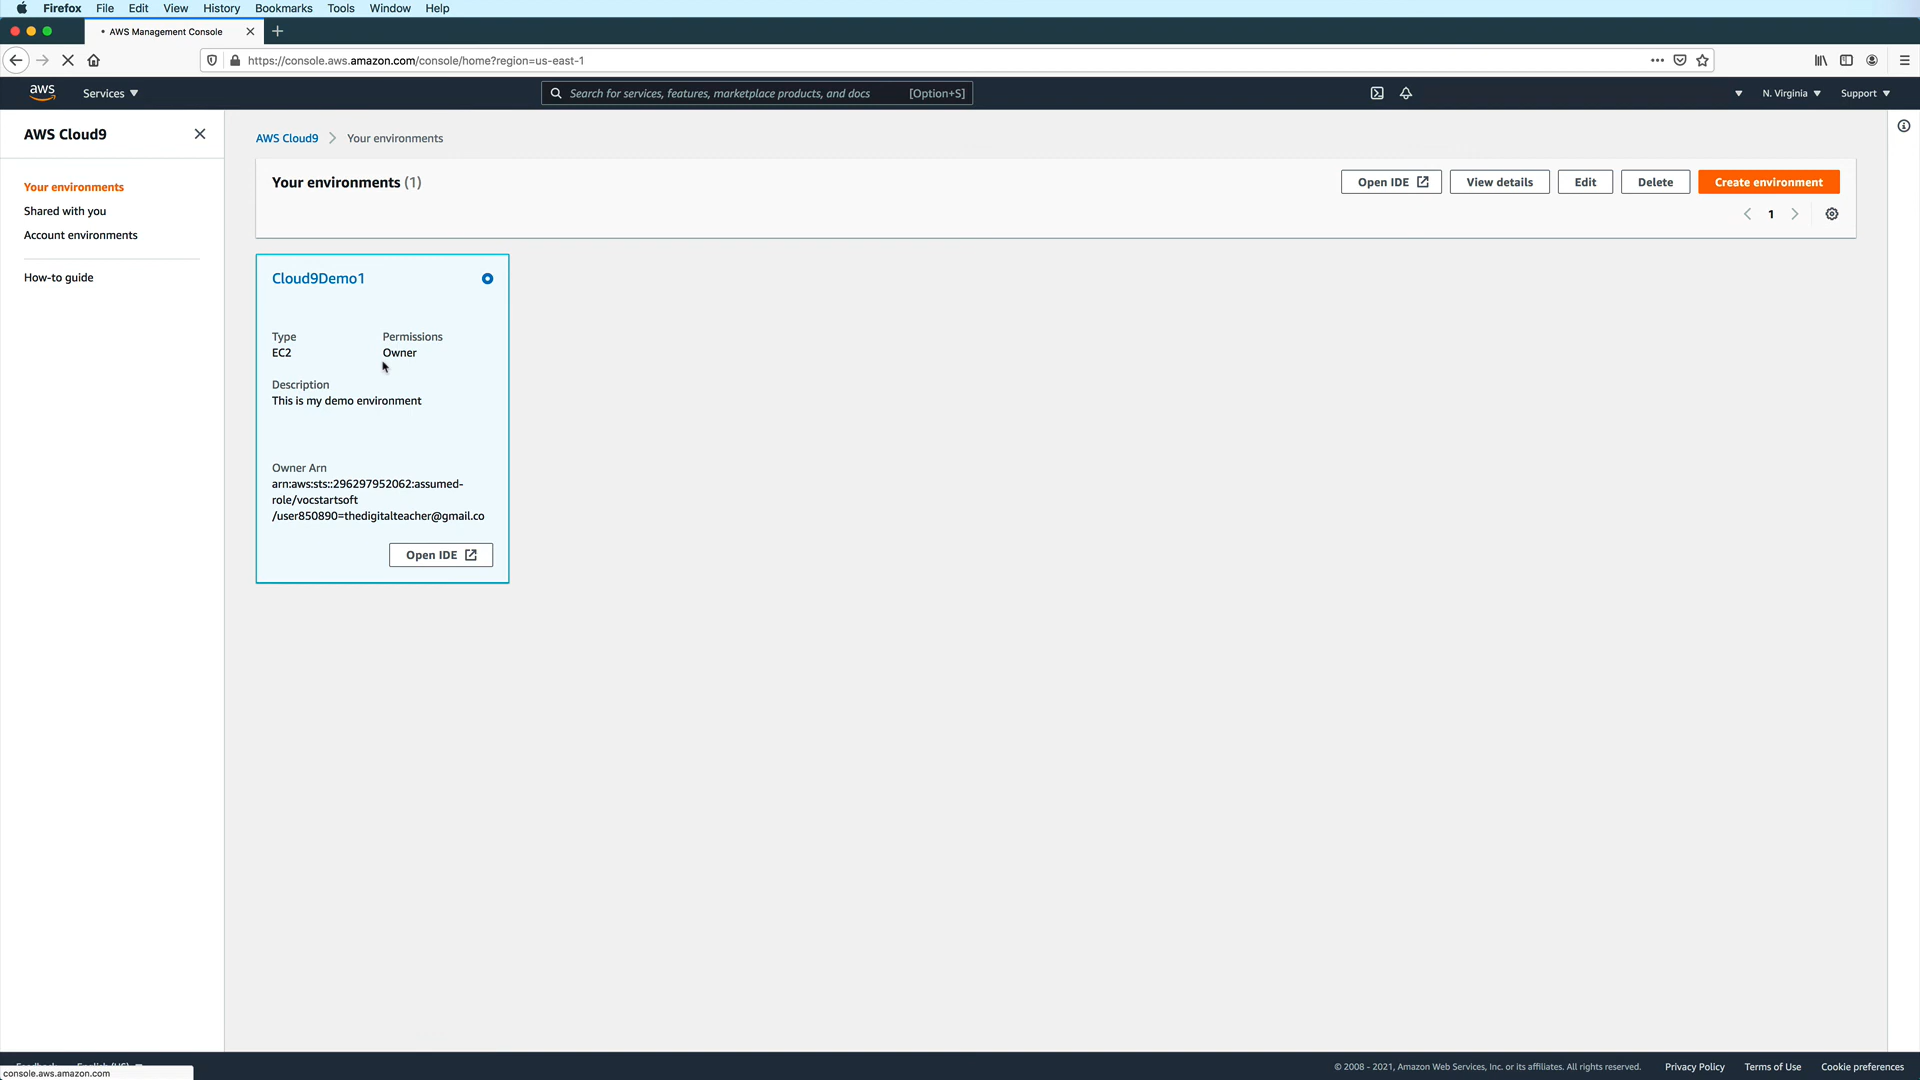 Firefox File Edit View History Bookmarks Tools Window Help
AWS Management Console
https://console.aws.amazon.com/console/home?region=us-east-1
aws Services Search for services, features, marketplace products, and docs [Option+S] N. Virginia Support
AWS Cloud9
Your environments
Shared with you
Account environments
How-to guide
AWS Cloud9 Your environments
Your environments (1)
Open IDE View details Edit Delete Create environment
1
Cloud9Demo1
Type Permissions
EC2 Owner
Description
This is my demo environment
Owner Arn
arn:aws:sts::296297952062:assumed-
role/vocstartsoft
/user850890=thedigitalteacher@gmail.co
Open IDE
© 2008 - 2021, Amazon Web Services, Inc. or its affiliates. All rights reserved. Privacy Policy Terms of Use Cookie preferences
console.aws.amazon.com